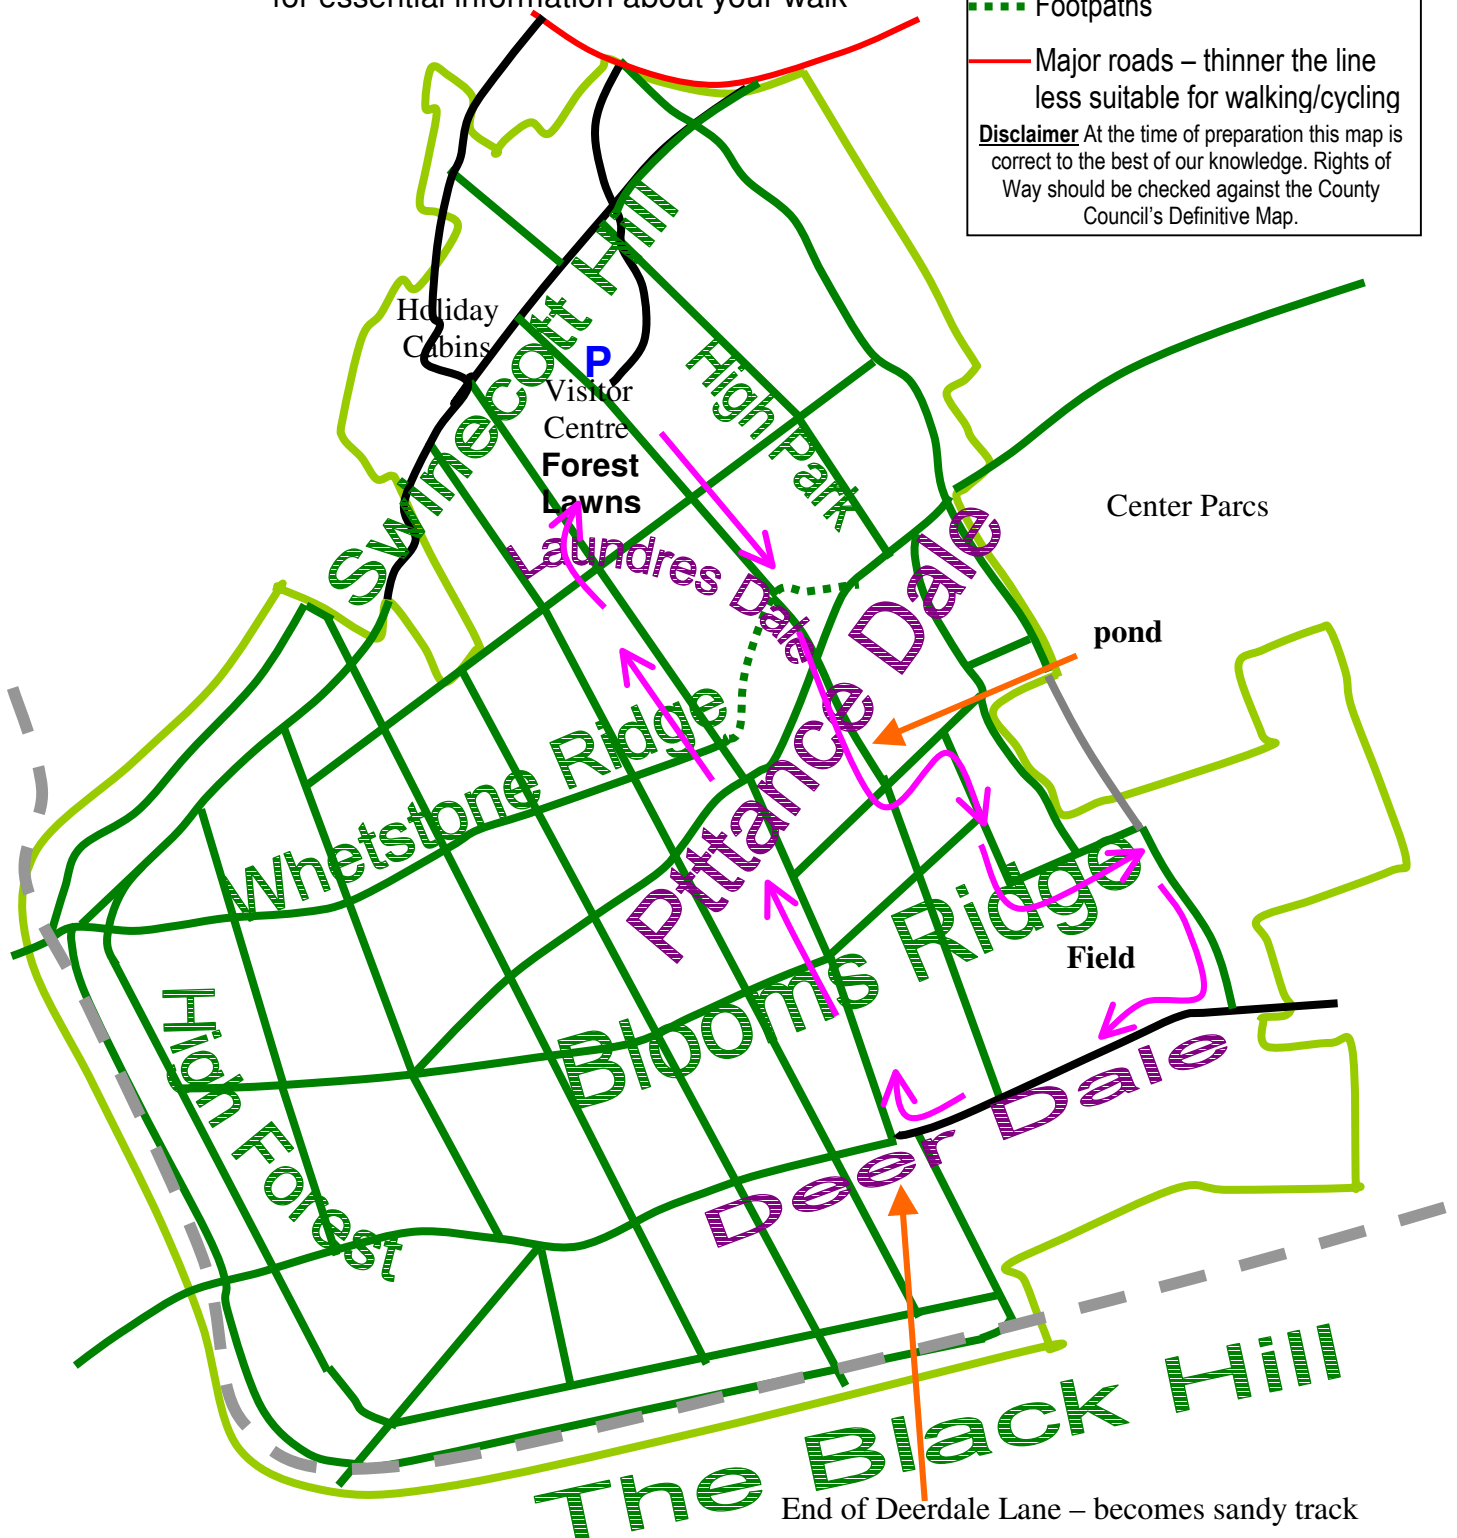 for essential information about your walk
Footpaths
Major roads – thinner the line
less suitable for walking/cycling
Disclaimer At the time of preparation this map is
correct to the best of our knowledge. Rights of
Way should be checked against the County
Council's Definitive Map.
Swinecott Hill
Holiday
Cabins
P
Visitor
Centre
Forest
Lawns
High Park
Center Parcs
Laundres Dale
pond
Pittance Dale
Whetstone Ridge
Blooms Ridge
Field
High Forest
Deer Dale
The Black Hill
End of Deerdale Lane – becomes sandy track